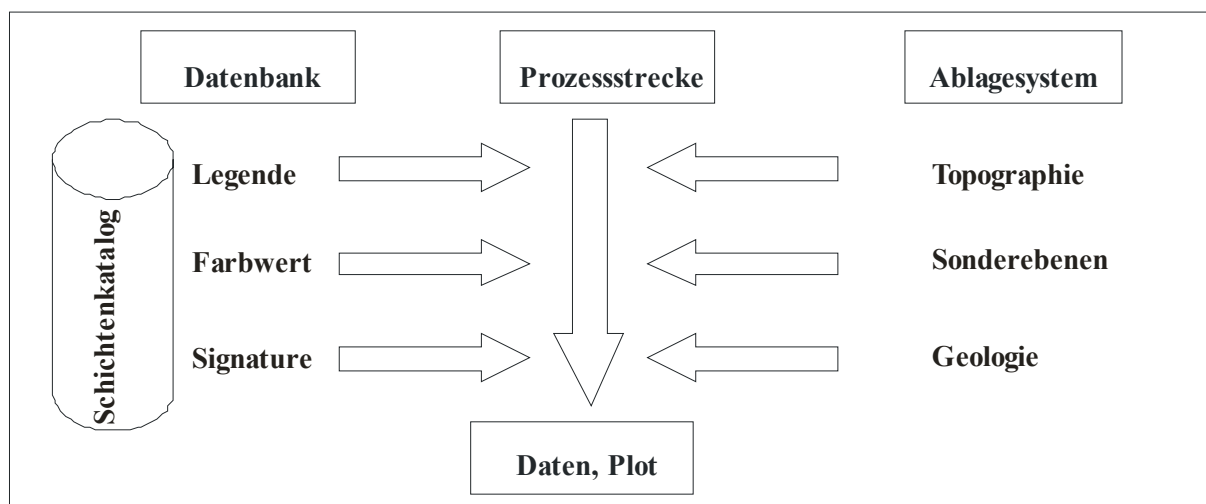 Datenbank
Prozessstrecke
Ablagesystem
Schichtenkatalog
Legende
Topographie
Farbwert
Sonderebenen
Signature
Geologie
Daten, Plot